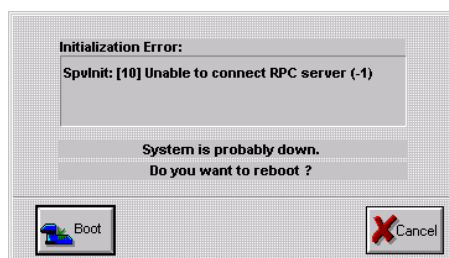 Initialization Error:
SpvInit: [10] Unable to connect RPC server (-1)
System is probably down.
Do you want to reboot ?
Boot
Cancel